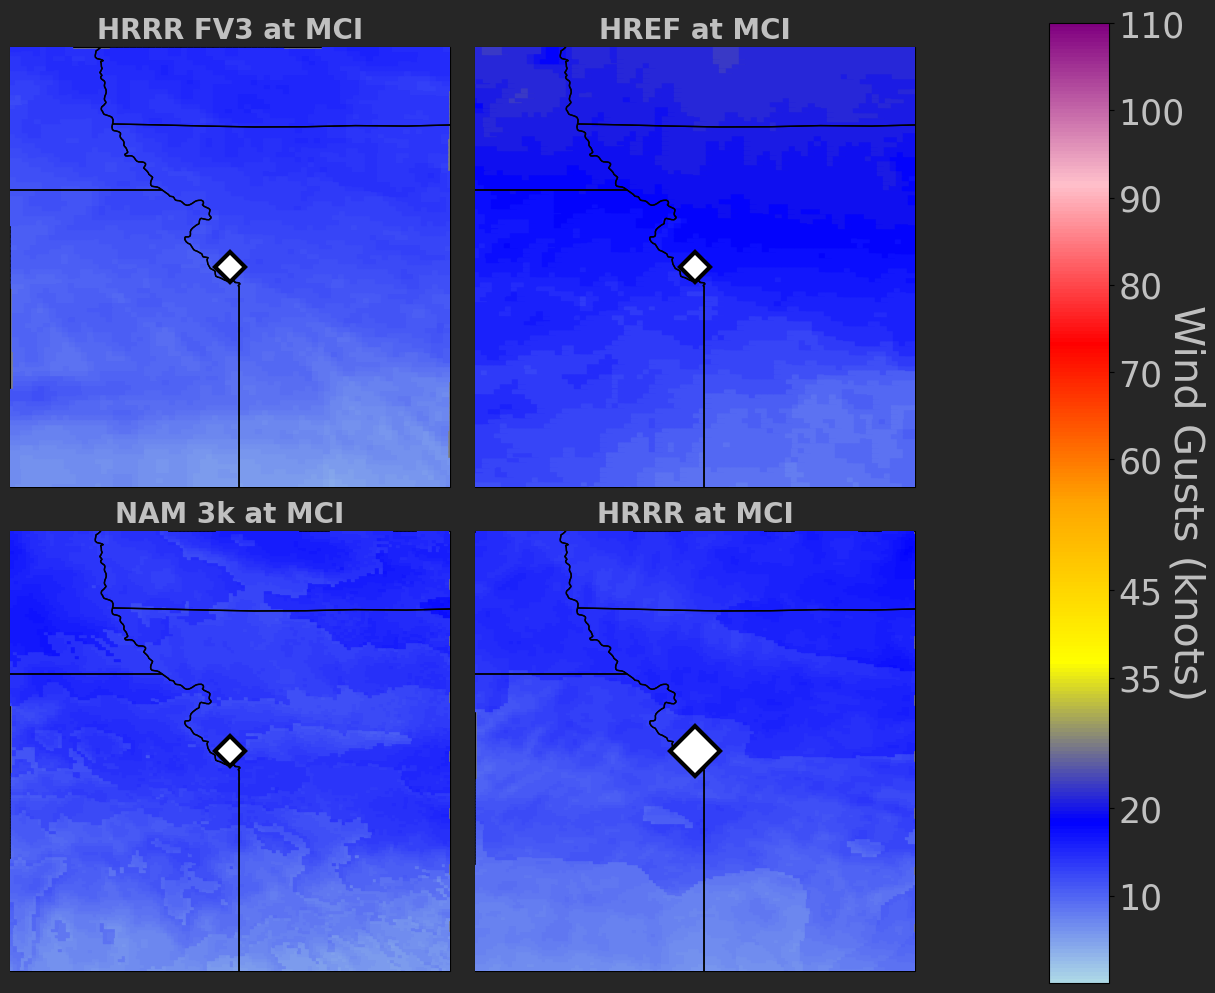 HRRR FV3 at MCI
HREF at MCI
NAM 3k at MCI
HRRR at MCI
110
100
90
80
70
60
45
35
20
10
Wind Gusts (knots)